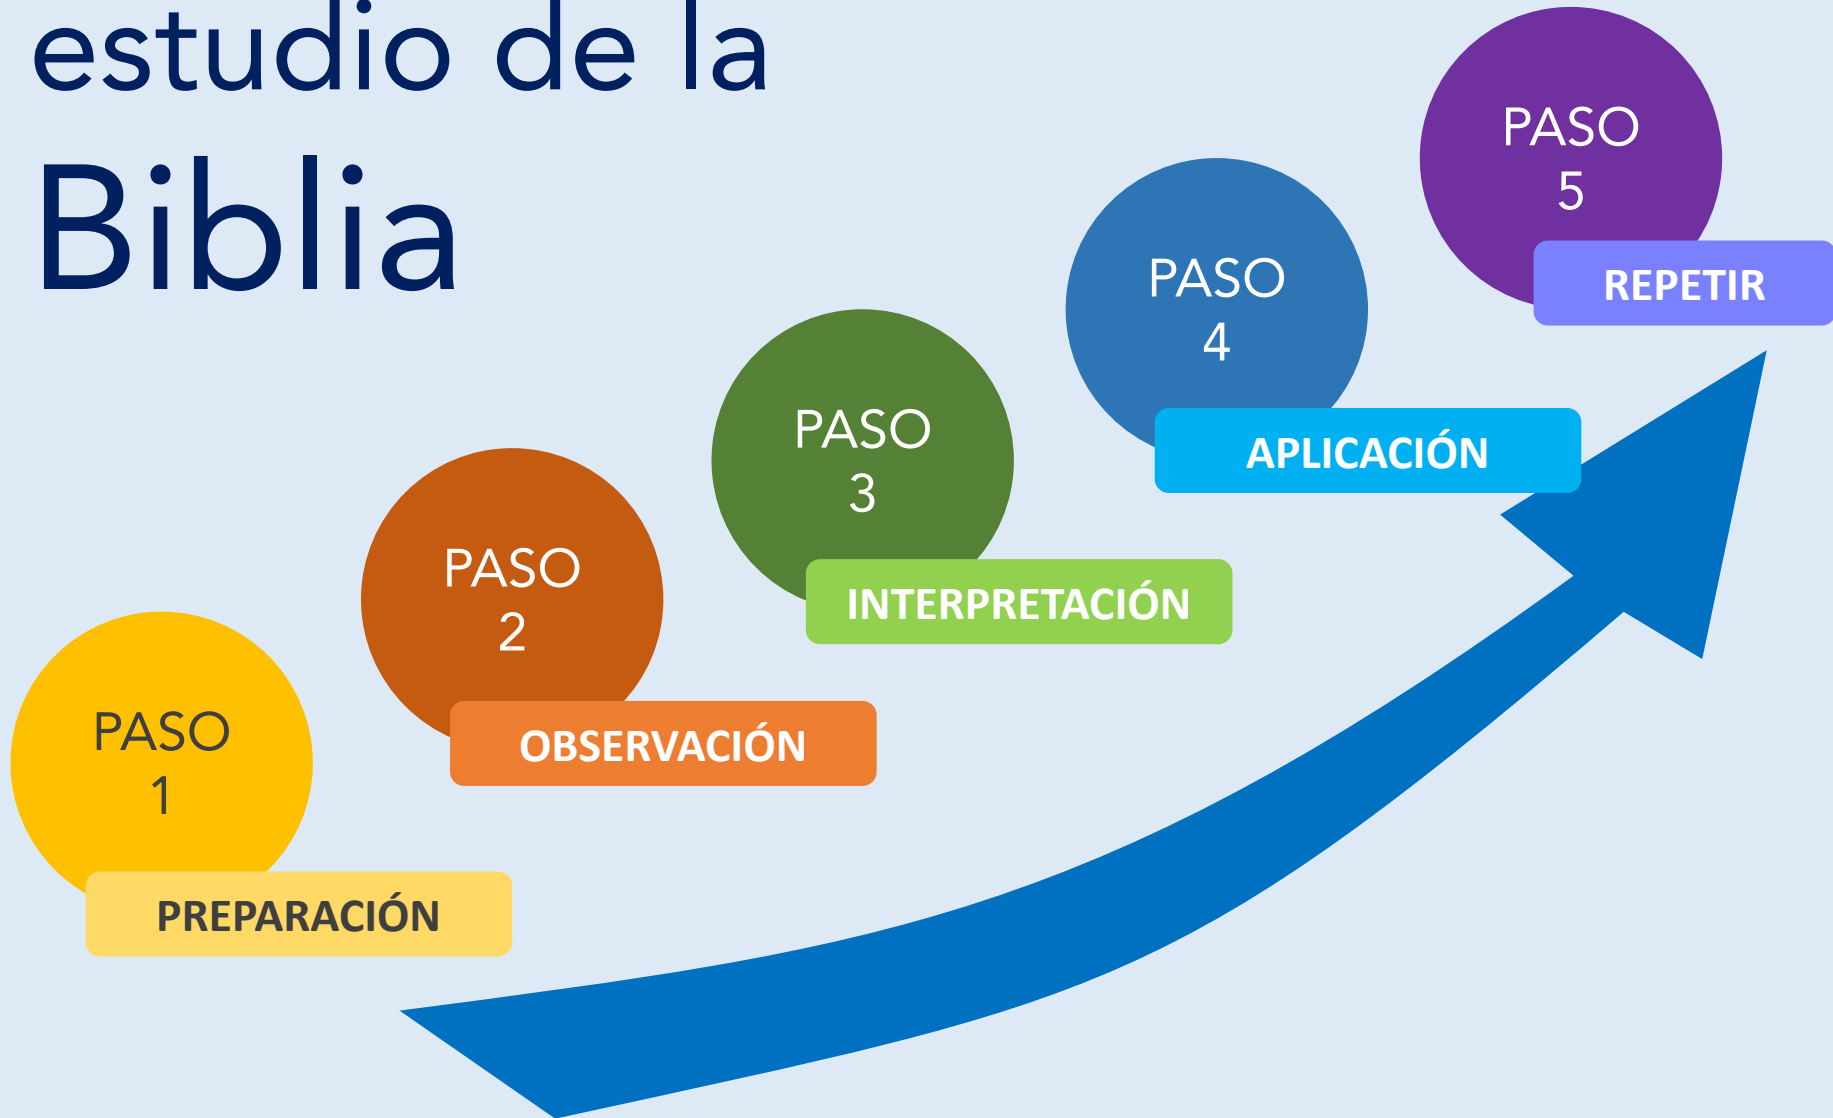 estudio de la
Biblia
PASO
1
PREPARACIÓN
PASO
2
OBSERVACIÓN
PASO
3
INTERPRETACIÓN
PASO
4
APLICACIÓN
PASO
5
REPETIR